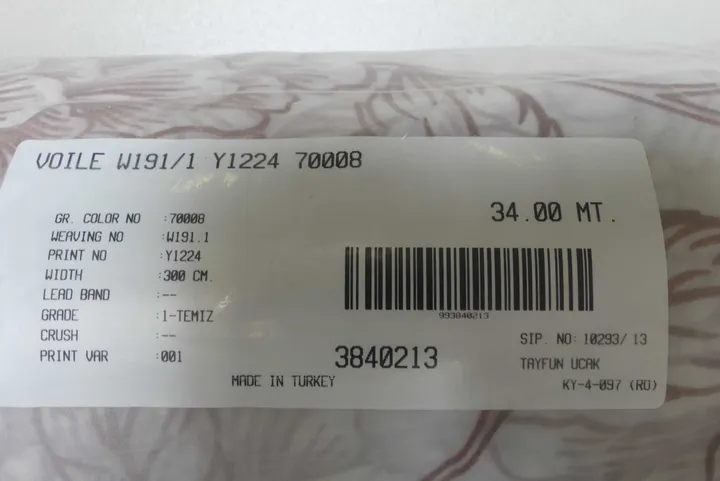 VOILE W191/1 Y1224 70008
34.00 MT.
GR. COLOR NO :70008
WEAVING NO :W191.1
PRINT NO :Y1224
WIDTH :300 CM.
LEAD BAND :--
GRADE :1-TEMIZ
CRUSH :--
PRINT VAR :001
993840213
3840213
MADE IN TURKEY
SIP. NO: 10293/ 13
TAYFUN UCAK
KY-4-097 (RD)